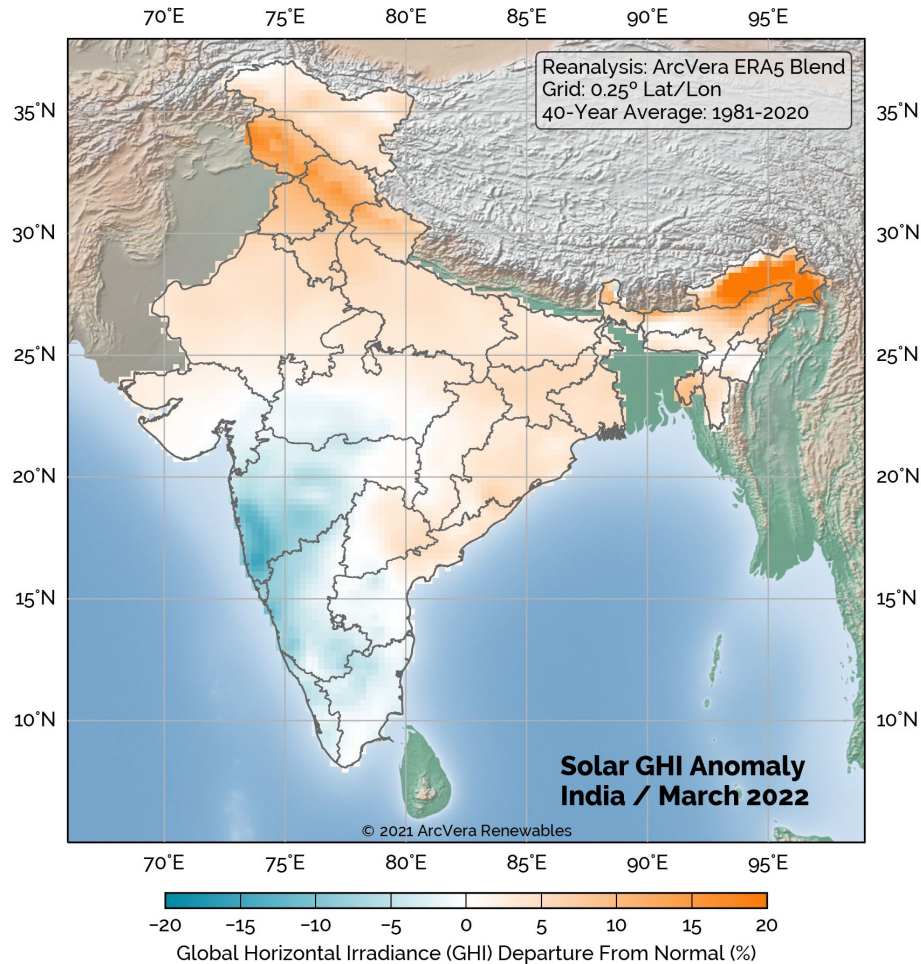 70°E 75°E 80°E 85°E 90°E 95°E
Reanalysis: ArcVera ERA5 Blend
Grid: 0.25º Lat/Lon
40-Year Average: 1981-2020
35°N 35°N
30°N 30°N
25°N 25°N
20°N 20°N
15°N 15°N
10°N 10°N
Solar GHI Anomaly
India / March 2022
© 2021 ArcVera Renewables
70°E 75°E 80°E 85°E 90°E 95°E
−20 −15 −10 −5 0 5 10 15 20
Global Horizontal Irradiance (GHI) Departure From Normal (%)